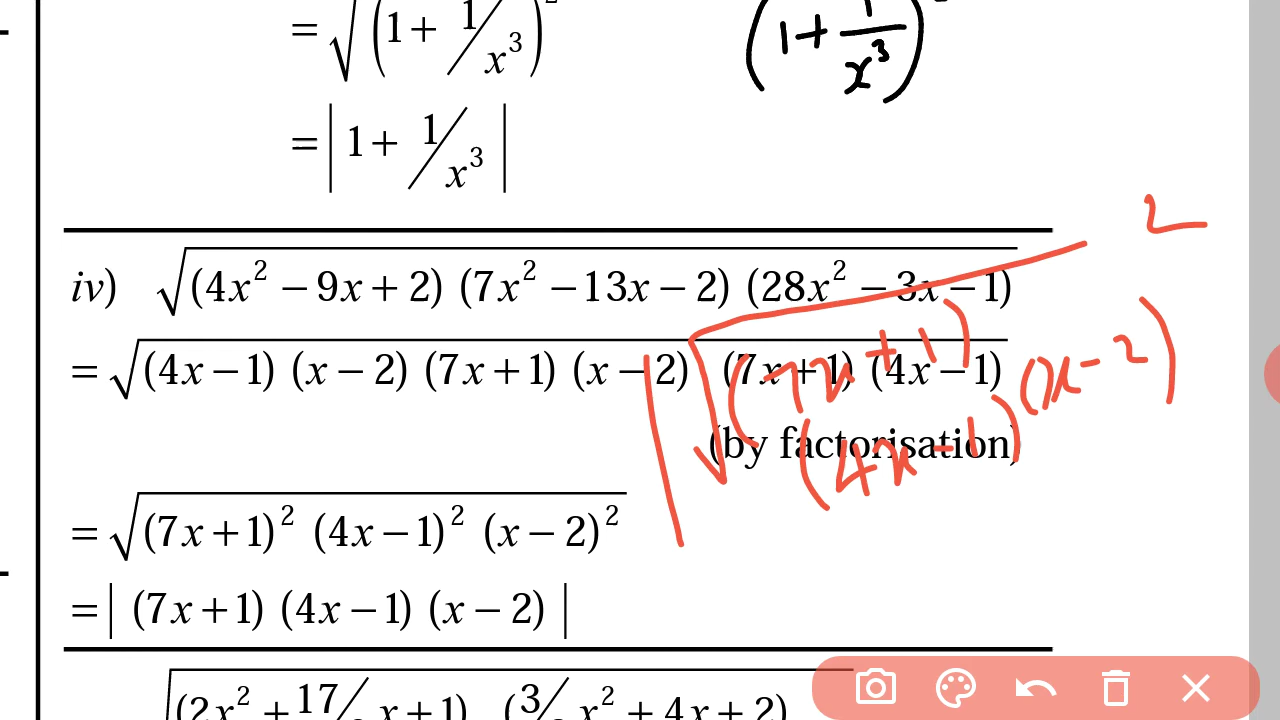 = √(1 + 1/x³)²
(1 + 1/x³)
= | 1 + 1/x³ |
2
iv) √(4x² − 9x + 2) (7x² − 13x − 2) (28x² − 3x − 1)
= √(4x − 1) (x − 2) (7x + 1) (x − 2) (7x + 1) (4x − 1)
| √(7x + 1) (4x − 1) (x − 2)
(by factorisation)
= √(7x + 1)² (4x − 1)² (x − 2)²
= | (7x + 1) (4x − 1) (x − 2) |